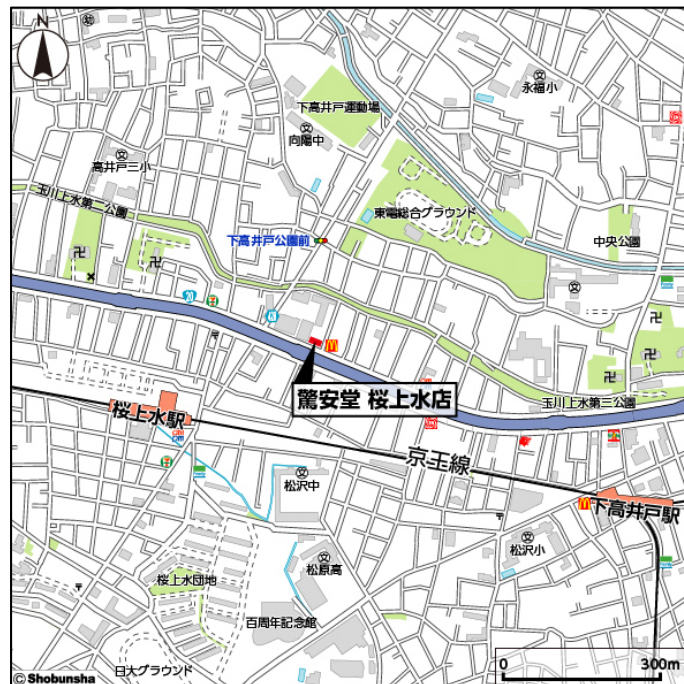 N
永福小
下高井戸運動場
向陽中
高井戸三小
玉川上水第二公園
東電総合グラウンド
下高井戸公園前
中央公園
20
428
驚安堂 桜上水店
玉川上水第三公園
桜上水駅
京王線
松沢中
下高井戸駅
松沢小
松原高
桜上水団地
百周年記念館
日大グラウンド
0 300m
© Shobunsha